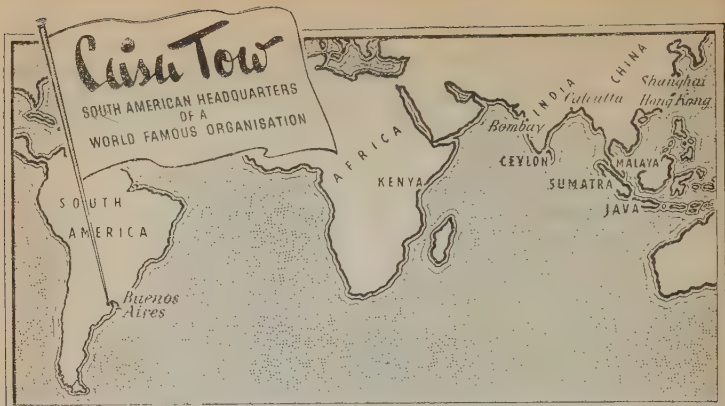 Casa Tow
SOUTH AMERICAN HEADQUARTERS
OF A
WORLD FAMOUS ORGANISATION
SOUTH
AMERICA
Buenos
Aires
AFRICA
KENYA
INDIA
CHINA
Bombay
Calcutta
Shanghai
Hong Kong
CEYLON
MALAYA
SUMATRA
JAVA